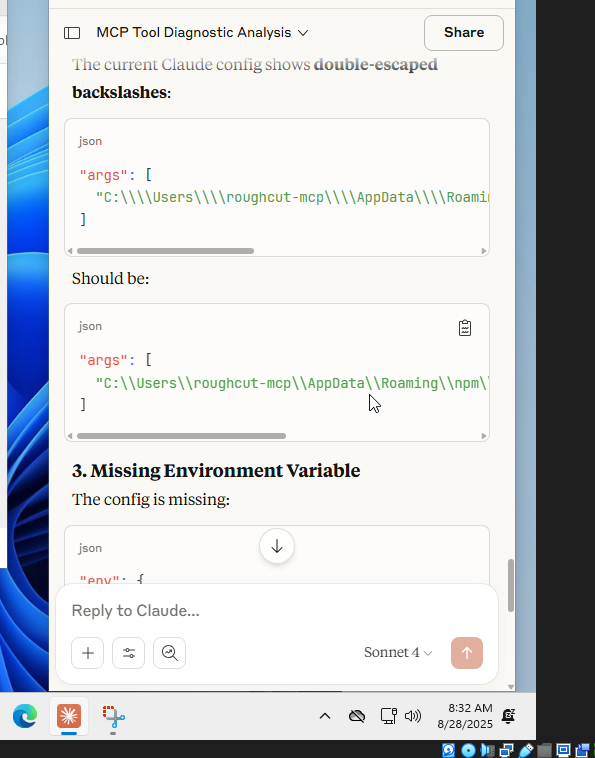 MCP Tool Diagnostic Analysis
Share
The current Claude config shows double-escaped
backslashes:
json
"args": [
"C:\\\\Users\\\\roughcut-mcp\\\\AppData\\\\Roami
]
Should be:
json
"args": [
"C:\\Users\\roughcut-mcp\\AppData\\Roaming\\npm\
]
3. Missing Environment Variable
The config is missing:
json
"env": {
Reply to Claude...
Sonnet 4
8:32 AM
8/28/2025